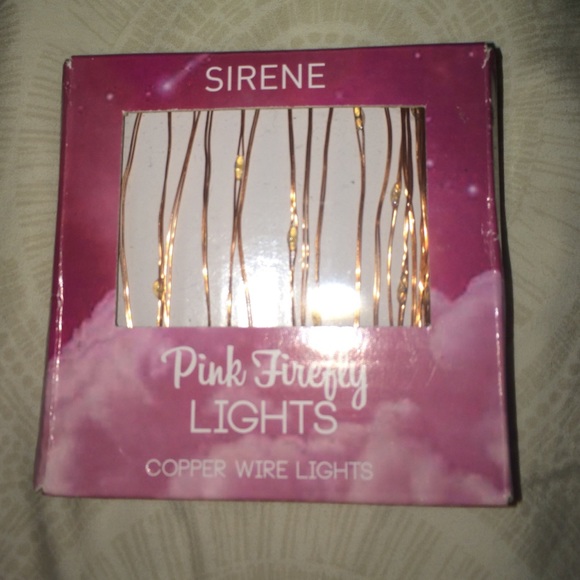 SIRENE
Pink Firefly
LIGHTS
COPPER WIRE LIGHTS